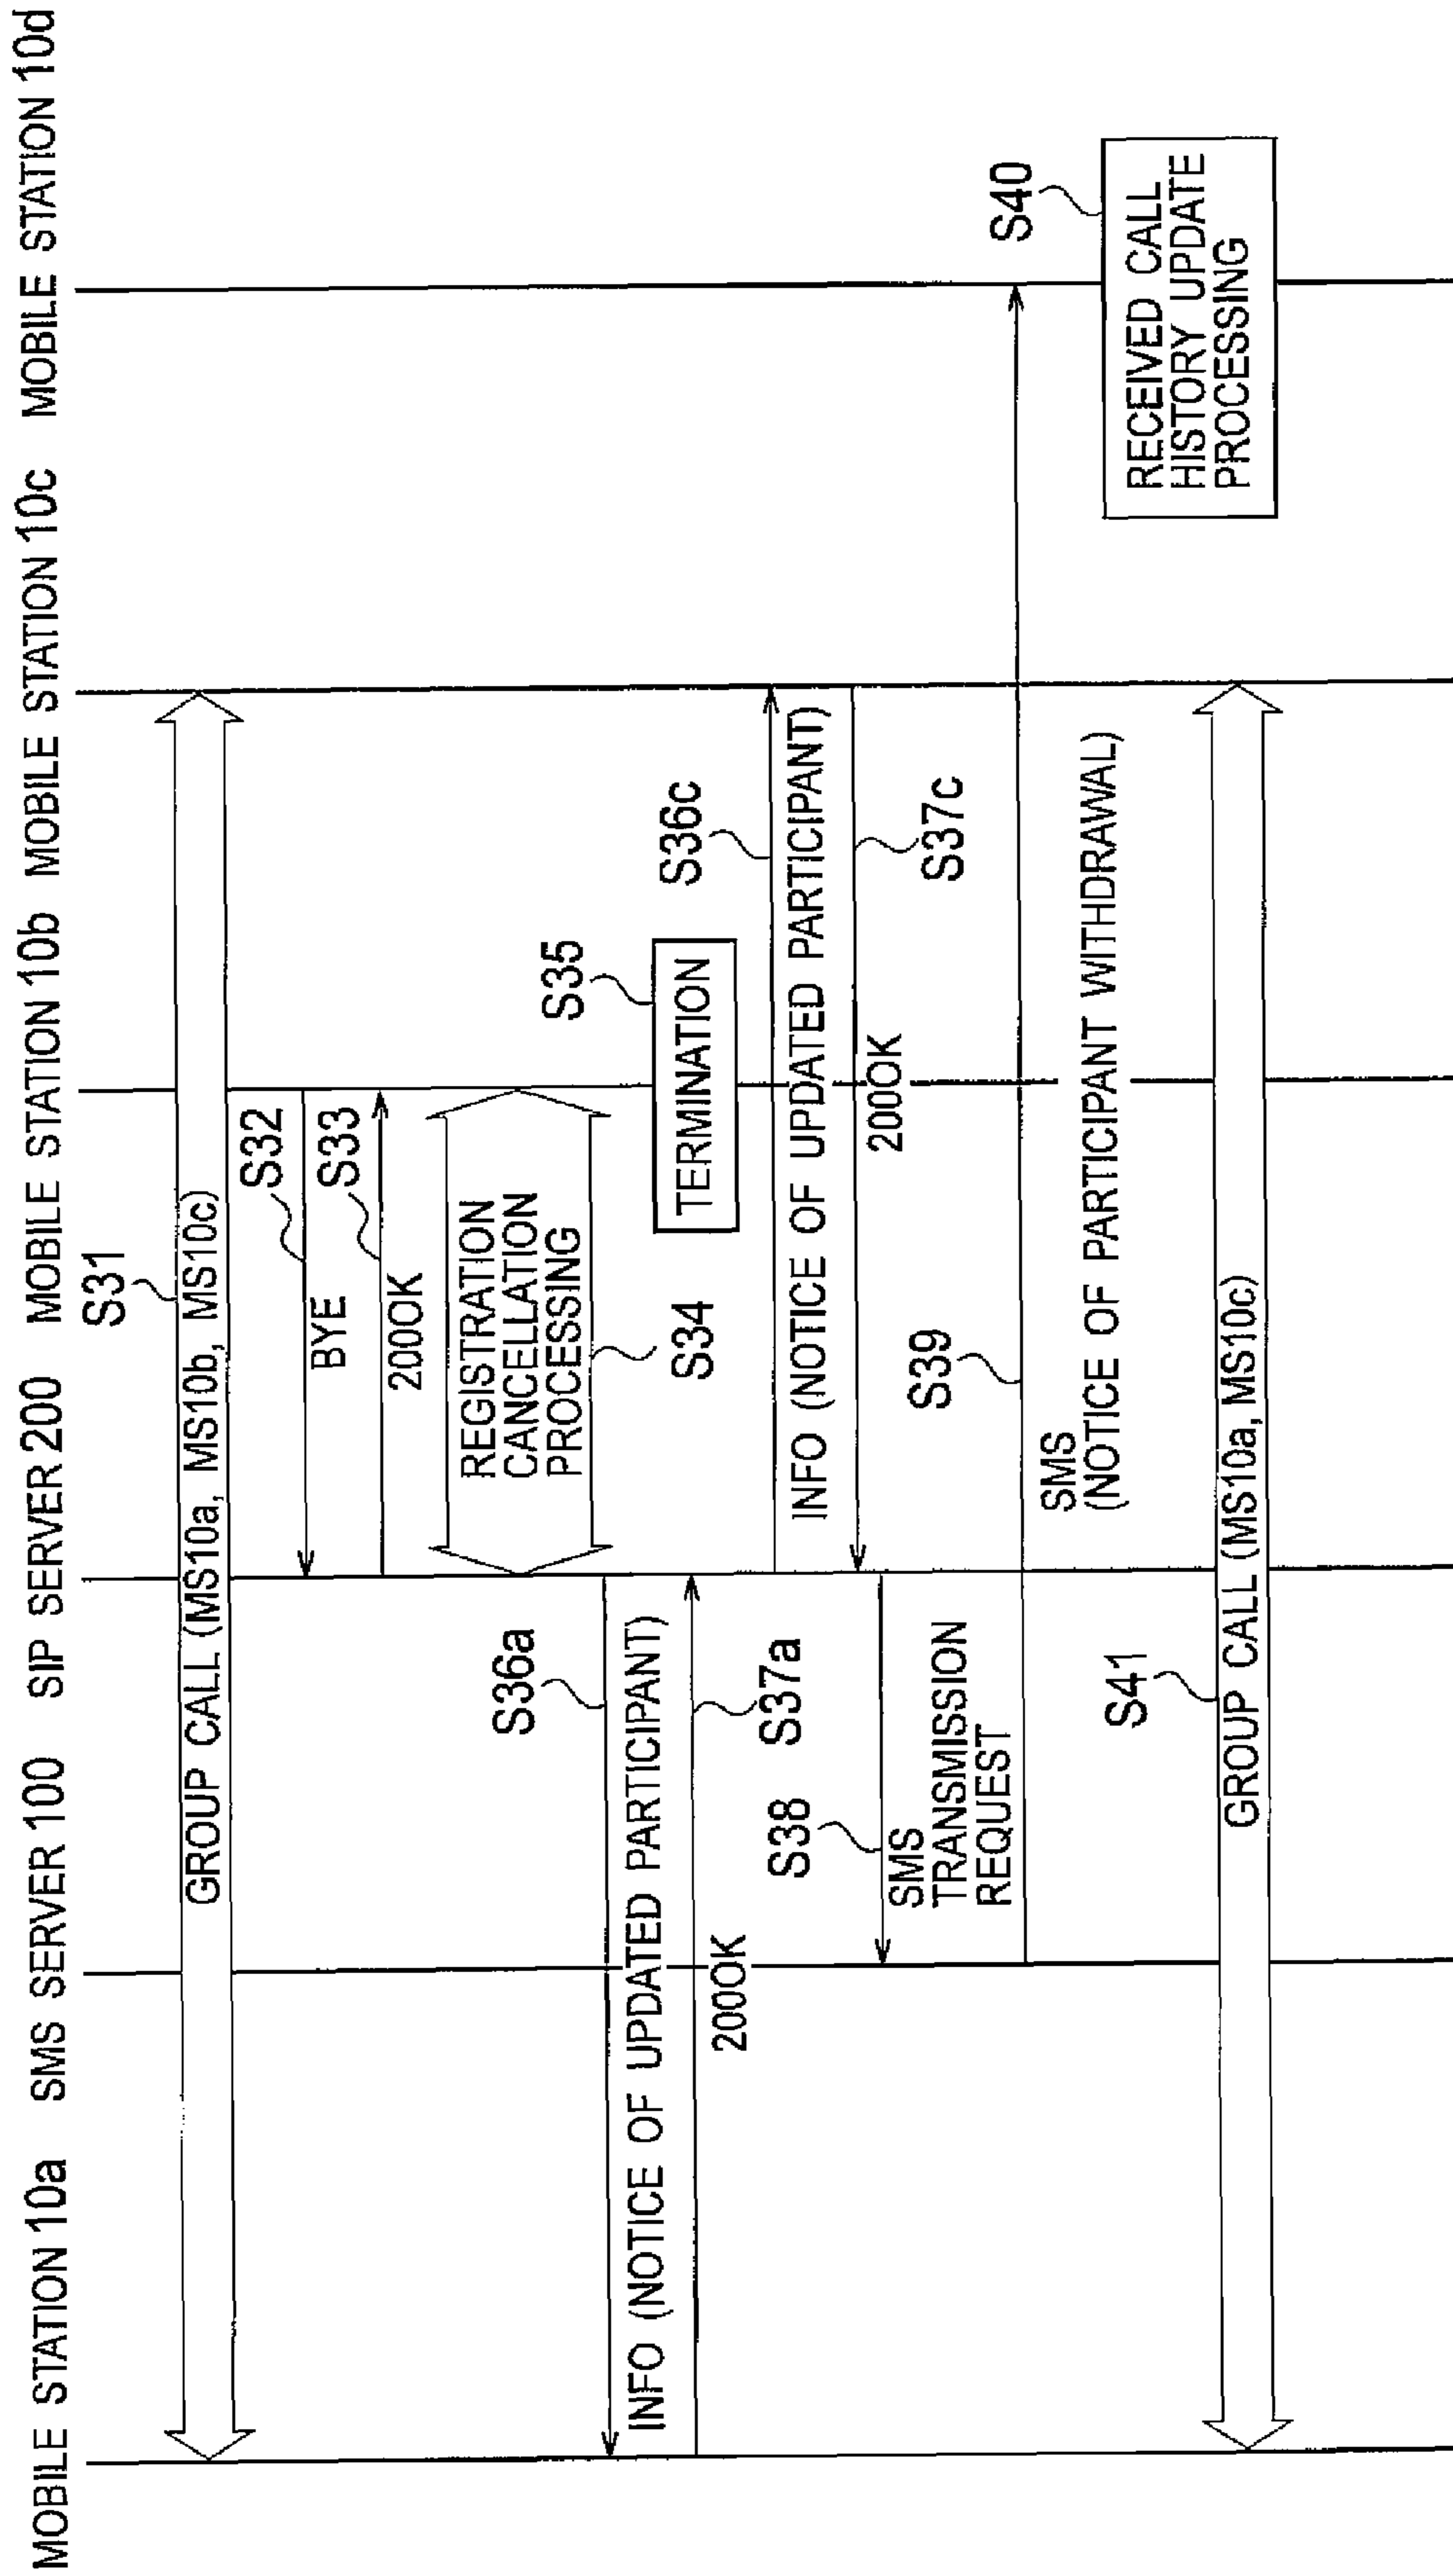 MOBILE STATION 10a
SMS SERVER 100
SIP SERVER 200
MOBILE STATION 10b
MOBILE STATION 10c
MOBILE STATION 10d
S31
GROUP CALL (MS10a, MS10b, MS10c)
S32
BYE
S33
200OK
REGISTRATION
CANCELLATION
PROCESSING
S34
S35
TERMINATION
S36a
INFO (NOTICE OF UPDATED PARTICIPANT)
S37a
200OK
S36c
INFO (NOTICE OF UPDATED PARTICIPANT)
S37c
200OK
S38
SMS
TRANSMISSION
REQUEST
S39
SMS
(NOTICE OF PARTICIPANT WITHDRAWAL)
S40
RECEIVED CALL
HISTORY UPDATE
PROCESSING
S41
GROUP CALL (MS10a, MS10c)